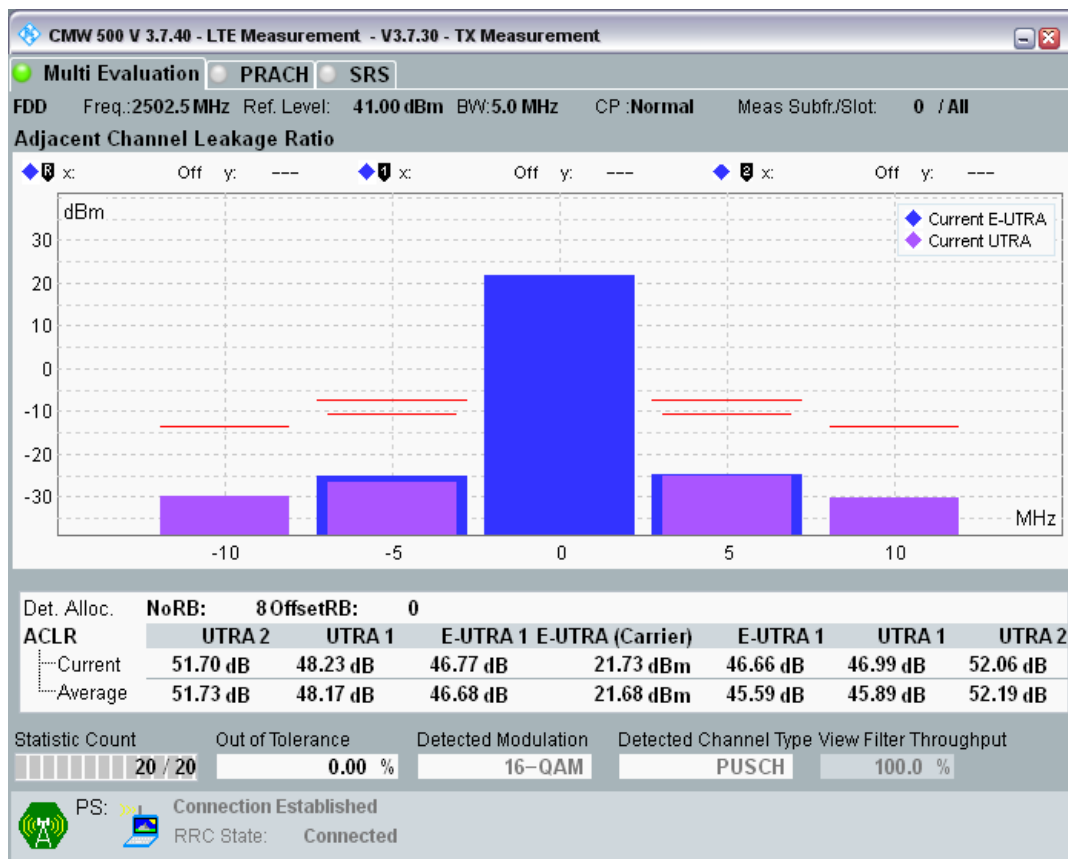 CMW 500 V 3.7.40 - LTE Measurement - V3.7.30 - TX Measurement
Multi Evaluation PRACH SRS
FDD Freq.:2502.5 MHz Ref. Level: 41.00 dBm BW:5.0 MHz CP :Normal Meas Subfr./Slot: 0 / All
Adjacent Channel Leakage Ratio
R x: Off y: --- 1 x: Off y: --- 2 x: Off y: ---
dBm
Current E-UTRA
Current UTRA
30
20
10
0
-10
-20
-30
MHz
-10 -5 0 5 10
Det. Alloc. NoRB: 8 OffsetRB: 0
ACLR UTRA 2 UTRA 1 E-UTRA 1 E-UTRA (Carrier) E-UTRA 1 UTRA 1 UTRA 2
Current 51.70 dB 48.23 dB 46.77 dB 21.73 dBm 46.66 dB 46.99 dB 52.06 dB
Average 51.73 dB 48.17 dB 46.68 dB 21.68 dBm 45.59 dB 45.89 dB 52.19 dB
Statistic Count Out of Tolerance Detected Modulation Detected Channel Type View Filter Throughput
20 / 20 0.00 % 16-QAM PUSCH 100.0 %
PS: Connection Established
RRC State: Connected